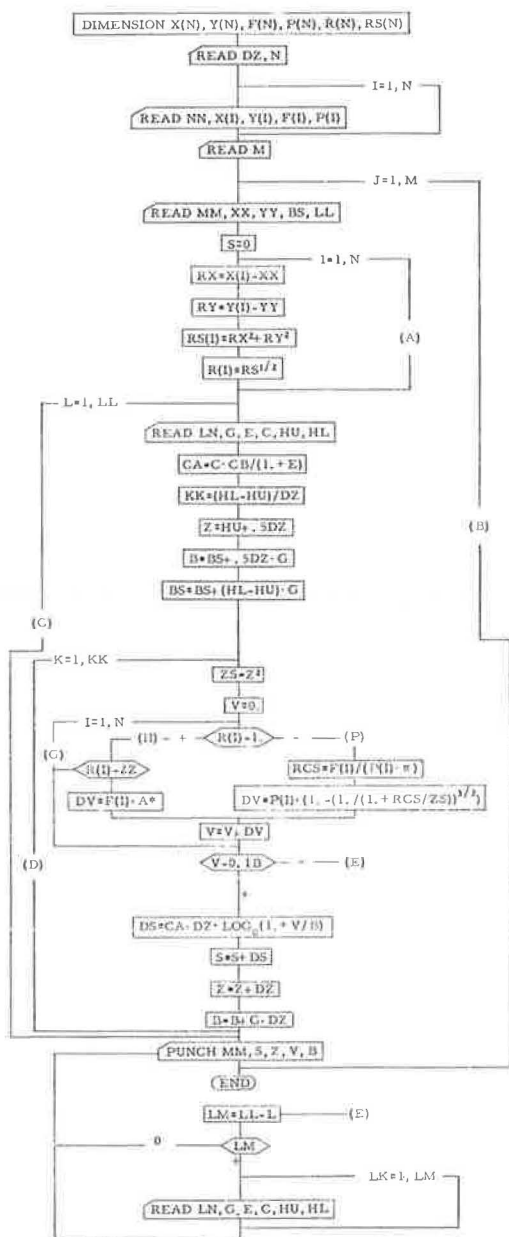 DIMENSION X(N), Y(N), F(N), P(N), R(N), RS(N)
READ DZ, N
I=1, N
READ NN, X(I), Y(I), F(I), P(I)
READ M
J=1, M
READ MM, XX, YY, BS, LL
S=0
I=1, N
RX=X(I)-XX
RY=Y(I)-YY
(A)
RS(I)=RX²+RY²
R(I)=RS^1/2
L=1, LL
READ LN, G, E, C, HU, HL
CA=C·CB/(1.+E)
KK=(HL-HU)/DZ
(B)
Z=HU+.5DZ
B=BS+.5DZ·G
BS=BS+(HL-HU)·G
(C)
K=1, KK
ZS=Z²
V=0.
I=1, N
(H) - + R(I)-1. - - (P)
(G)
R(I)-2Z
RCS=F(I)/(P(I)·π)
DV=F(I)·A*
DV=P(I)·(1.-(1./(1.+RCS/ZS))^3/2)
V=V+DV
(D)
V-0.1B - - (E)
+
DS=CA·DZ·LOGe(1.+V/B)
S=S+DS
Z=Z+DZ
B=B+G·DZ
PUNCH MM, S, Z, V, B
END
LM=LL-L (E)
0 LM
+
LK=1, LM
READ LN, G, E, C, HU, HL